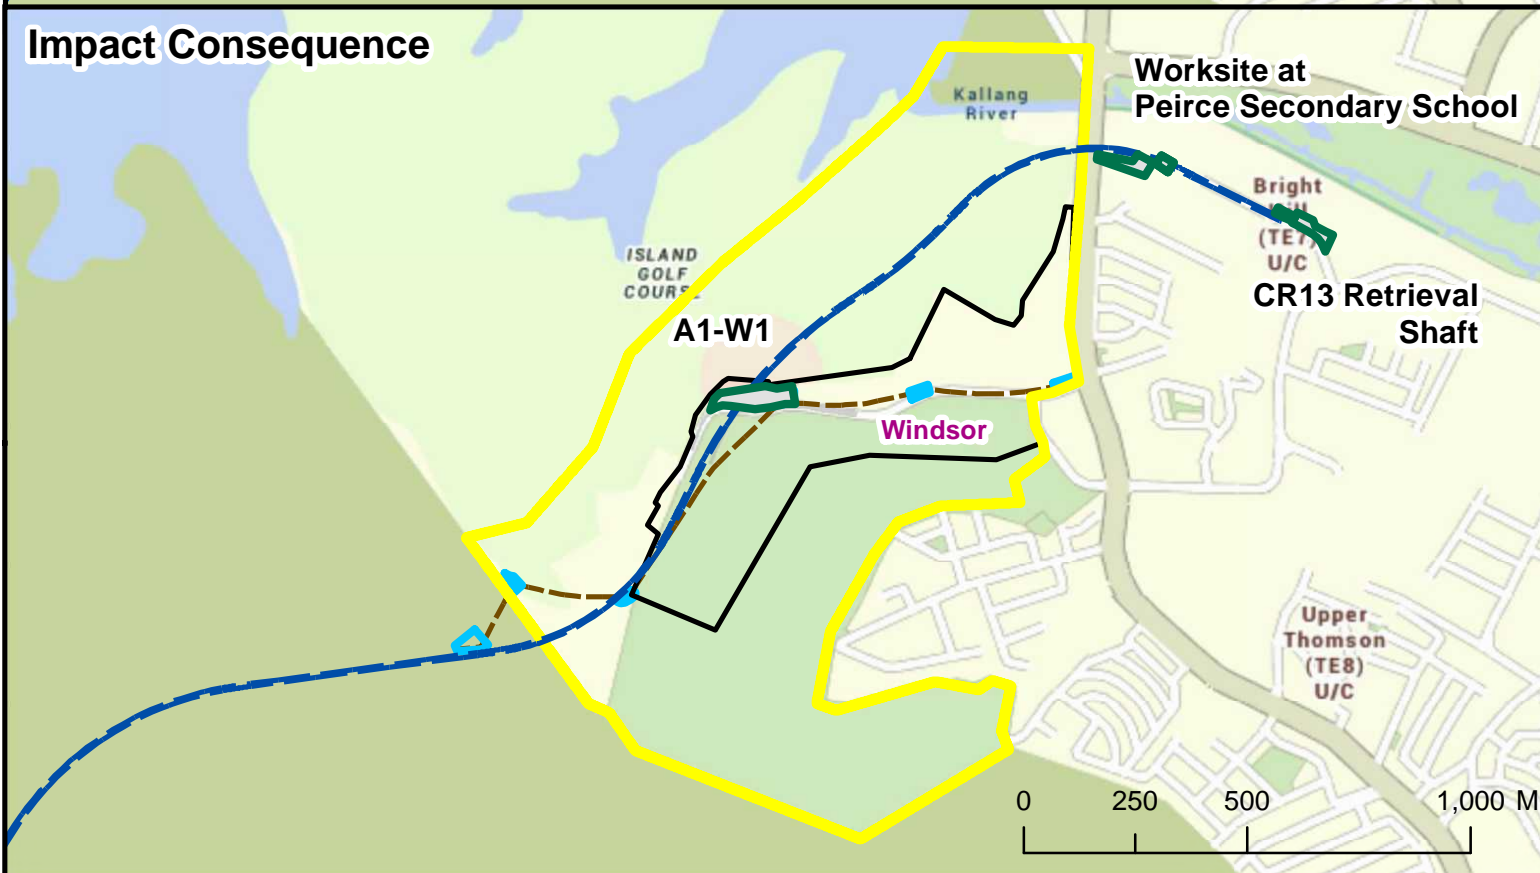 Impact Consequence
Worksite at
Peirce Secondary School
Kallang
River
Bright
(TE7)
U/C
ISLAND
GOLF
COURSE
CR13 Retrieval
Shaft
A1-W1
Windsor
Upper
Thomson
(TE8)
U/C
0 250 500 1,000 M